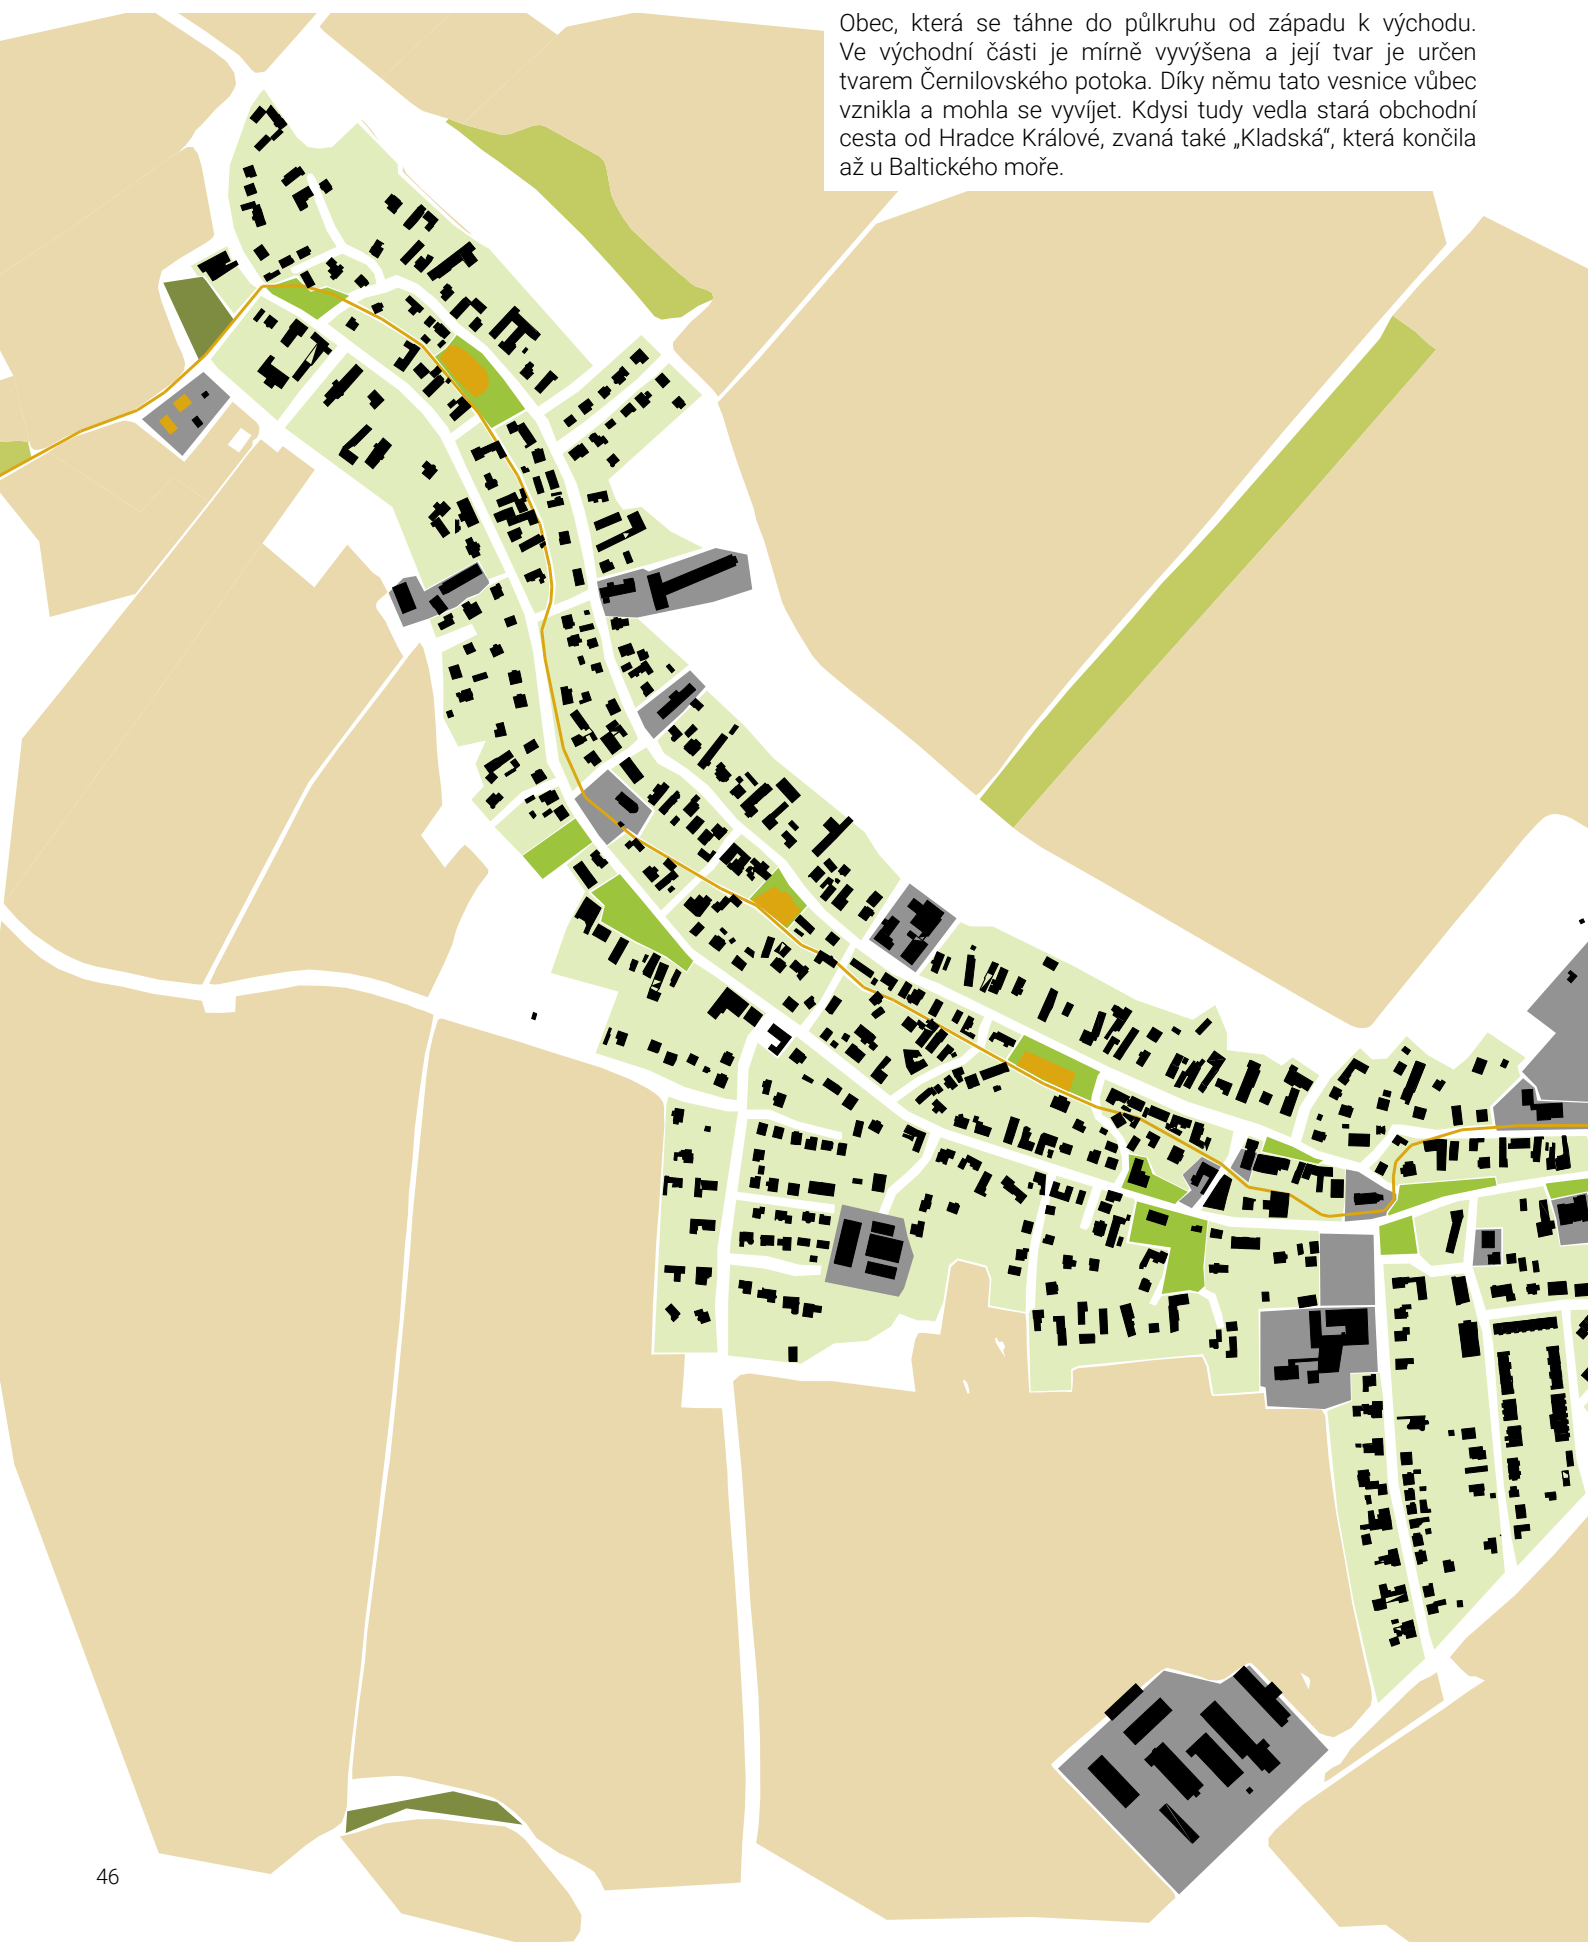 Obec, která se táhne do půlkruhu od západu k východu.
Ve východní části je mírně vyvýšena a její tvar je určen
tvarem Černilovského potoka. Díky němu tato vesnice vůbec
vznikla a mohla se vyvíjet. Kdysi tudy vedla stará obchodní
cesta od Hradce Králové, zvaná také „Kladská“, která končila
až u Baltického moře.
46